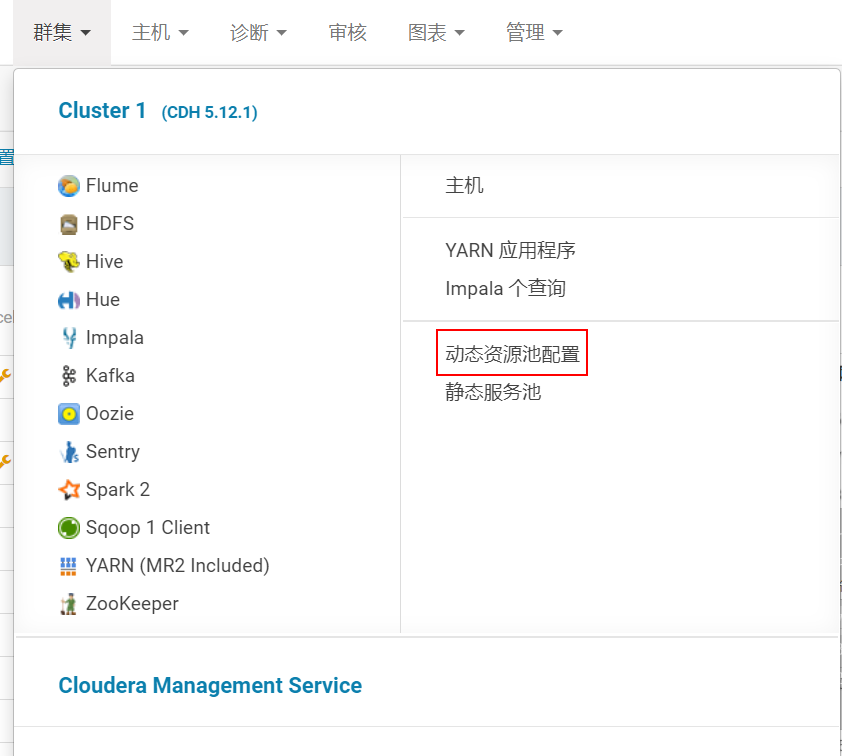 群集 主机 诊断 审核 图表 管理
Cluster 1 (CDH 5.12.1)
置
Flume
HDFS
Hive
Hue
Impala
Kafka
Oozie
Sentry
Spark 2
Sqoop 1 Client
YARN (MR2 Included)
ZooKeeper
主机
YARN 应用程序
Impala 个查询
动态资源池配置
静态服务池
Cloudera Management Service